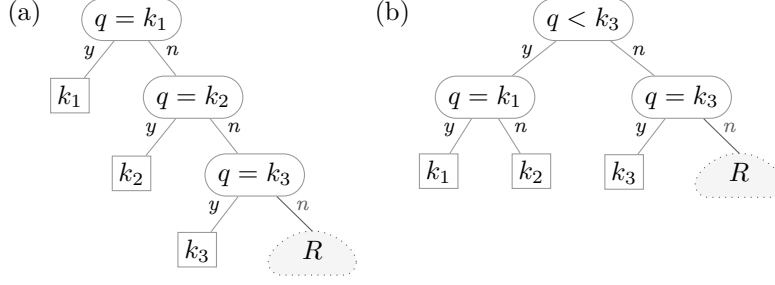 (a)
q = k₁
y n
k₁
q = k₂
y n
k₂
q = k₃
y n
k₃
R
(b)
q < k₃
y n
q = k₁
q = k₃
y n
y n
k₁
k₂
k₃
R